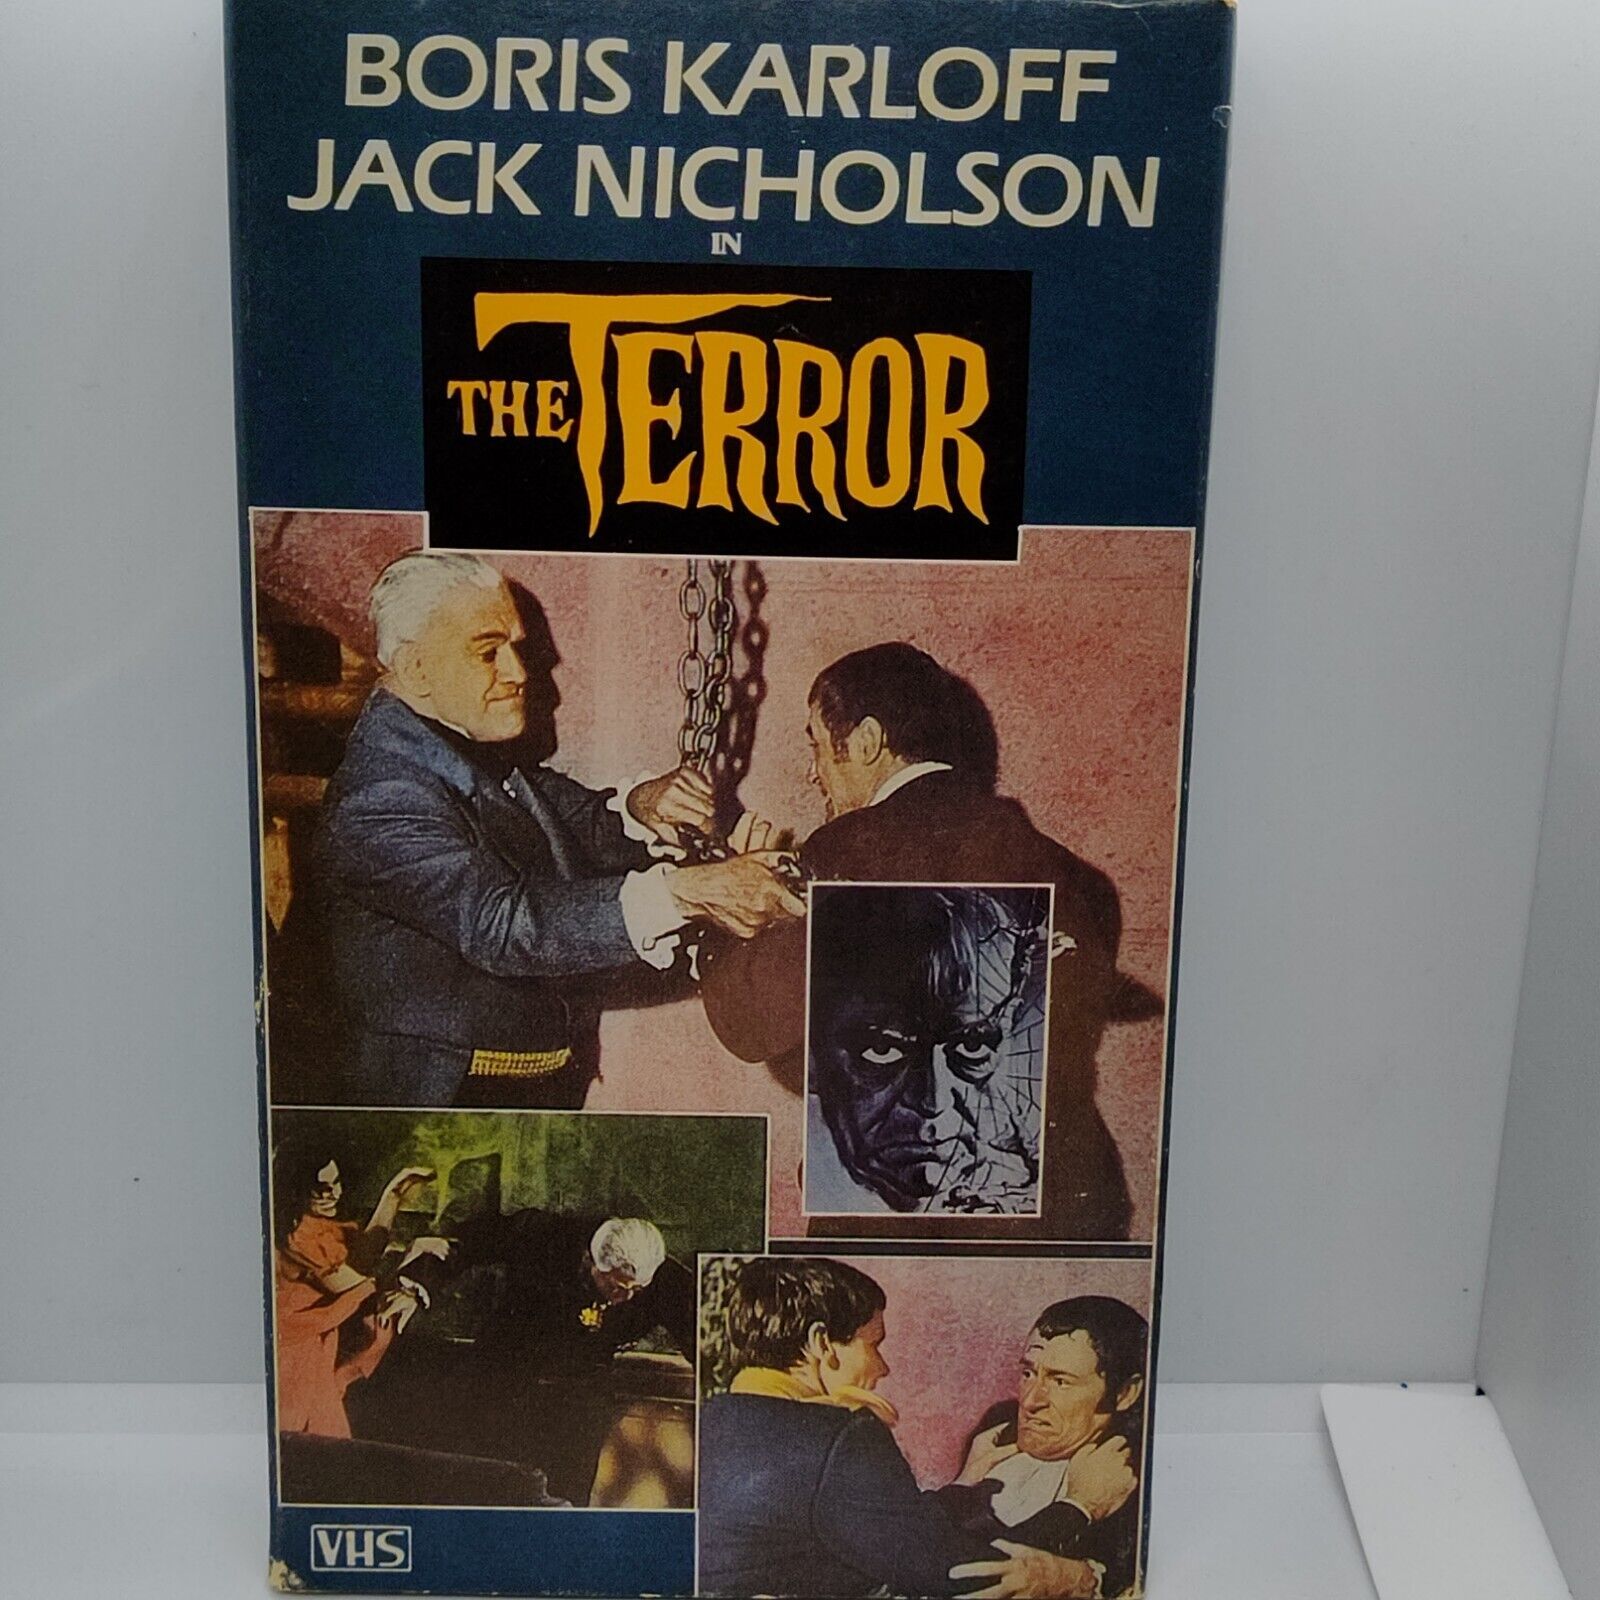 BORIS KARLOFF
JACK NICHOLSON
IN
THE TERROR
VHS